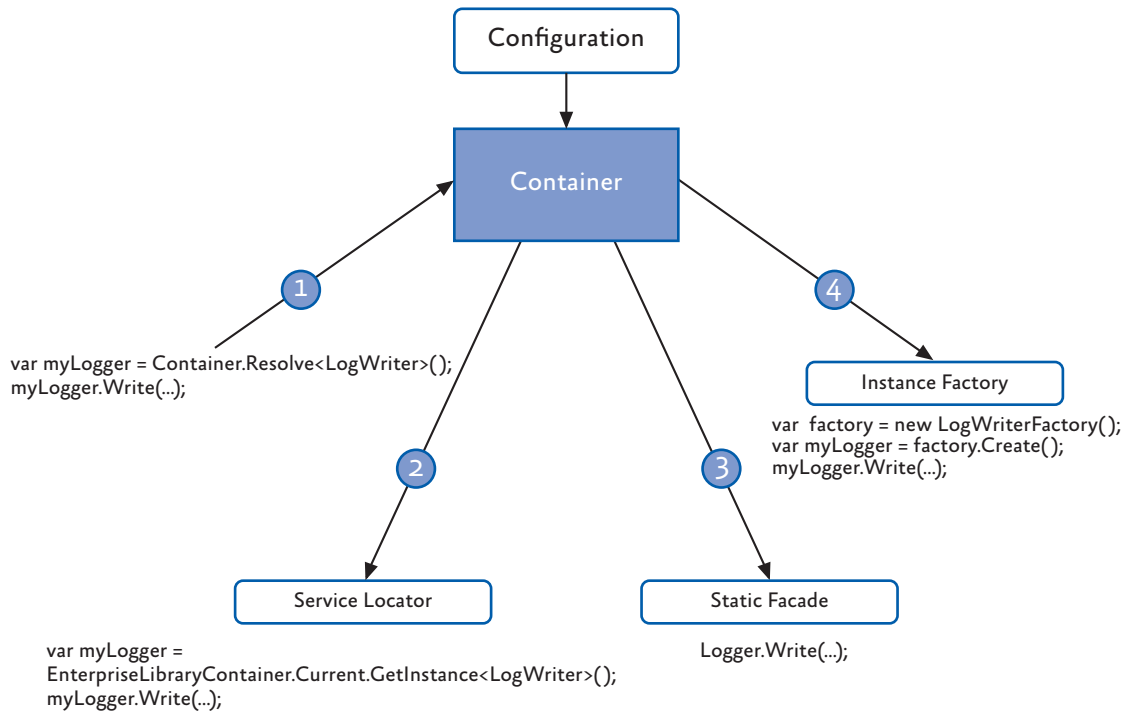 Configuration
Container
1
4
var myLogger = Container.Resolve<LogWriter>();
myLogger.Write(...);
Instance Factory
var  factory = new LogWriterFactory();
var myLogger = factory.Create();
myLogger.Write(...);
2
3
Service Locator
Static Facade
var myLogger =
EnterpriseLibraryContainer.Current.GetInstance<LogWriter>();
myLogger.Write(...);
Logger.Write(...);